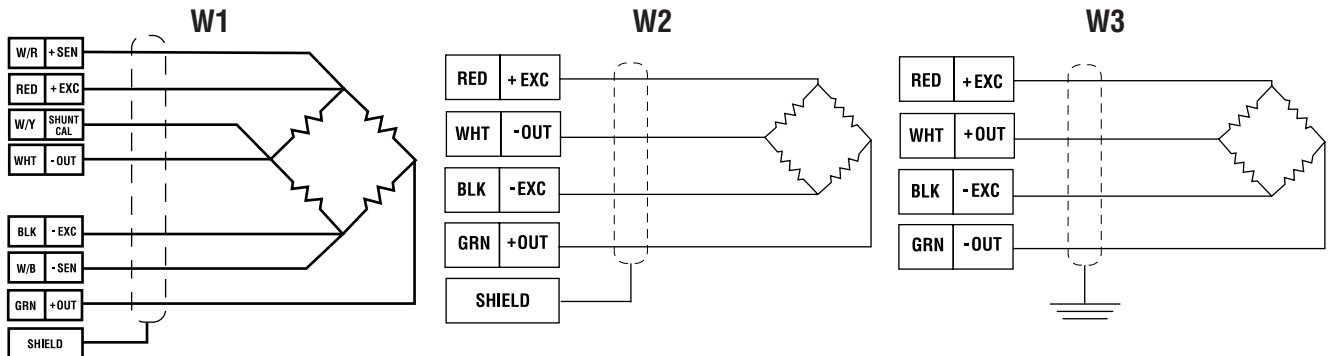 W1
W/R +SEN
RED +EXC
W/Y SHUNT CAL
WHT -OUT
BLK -EXC
W/B -SEN
GRN +OUT
SHIELD
W2
RED +EXC
WHT -OUT
BLK -EXC
GRN +OUT
SHIELD
W3
RED +EXC
WHT +OUT
BLK -EXC
GRN -OUT